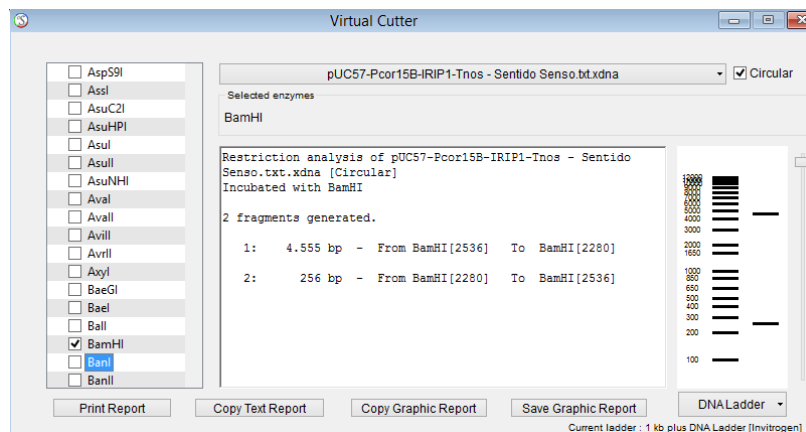 Virtual Cutter
AspS9I
AssI
AsuC2I
AsuHPI
AsuI
AsuII
AsuNHI
AvaI
AvaII
AviII
AvrII
AxyI
BaeGI
BaeI
BalI
BamHI
BanI
BanII
pUC57-Pcor15B-IRIP1-Tnos - Sentido Senso.txt.xdna
Circular
Selected enzymes
BamHI
Restriction analysis of pUC57-Pcor15B-IRIP1-Tnos - Sentido
Senso.txt.xdna [Circular]
Incubated with BamHI
2 fragments generated.
1: 4.555 bp - From BamHI[2536] To BamHI[2280]
2: 256 bp - From BamHI[2280] To BamHI[2536]
12000
5000
4000
3000
2000
1650
1000
850
650
500
400
300
200
100
Print Report
Copy Text Report
Copy Graphic Report
Save Graphic Report
DNA Ladder
Current ladder : 1 kb plus DNA Ladder [Invitrogen]